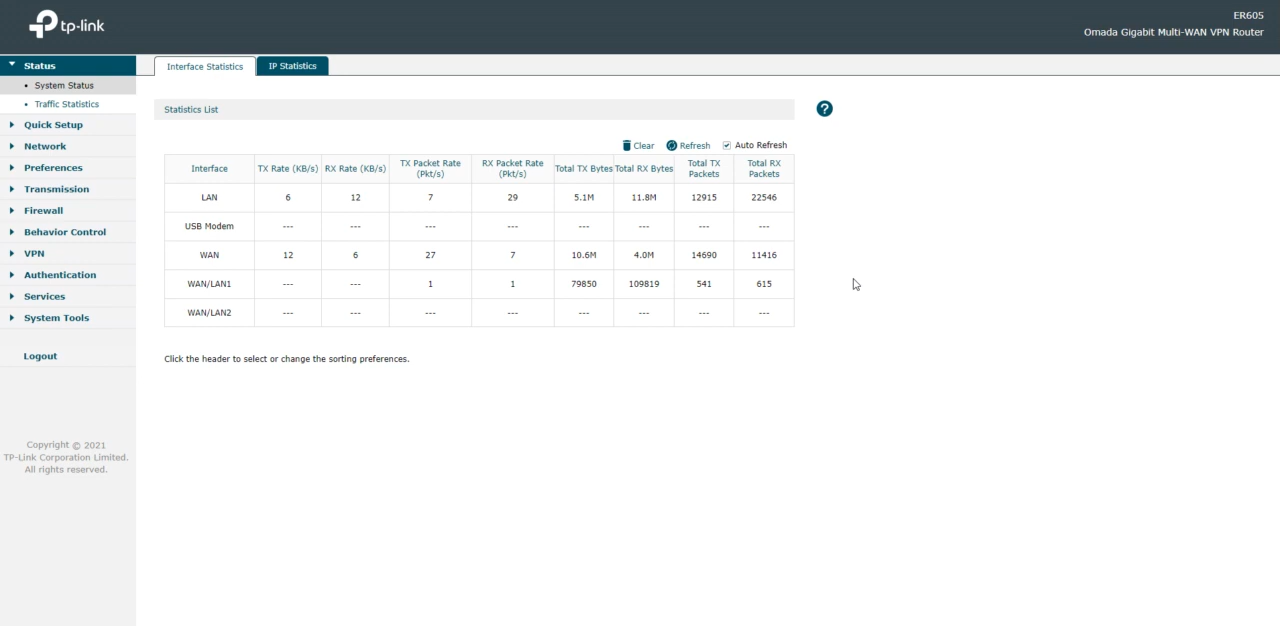 tp-link
ER605
Omada Gigabit Multi-WAN VPN Router
Status
System Status
Traffic Statistics
Quick Setup
Network
Preferences
Transmission
Firewall
Behavior Control
VPN
Authentication
Services
System Tools
Logout
Copyright © 2021
TP-Link Corporation Limited.
All rights reserved.
Interface Statistics IP Statistics
Statistics List
?
Clear Refresh Auto Refresh
Interface TX Rate (KB/s) RX Rate (KB/s) TX Packet Rate (Pkt/s) RX Packet Rate (Pkt/s) Total TX Bytes Total RX Bytes Total TX Packets Total RX Packets
LAN 6 12 7 29 5.1M 11.8M 12915 22546
USB Modem --- --- --- --- --- --- --- ---
WAN 12 6 27 7 10.6M 4.0M 14690 11416
WAN/LAN1 --- --- 1 1 79850 109819 541 615
WAN/LAN2 --- --- --- --- --- --- --- ---
Click the header to select or change the sorting preferences.